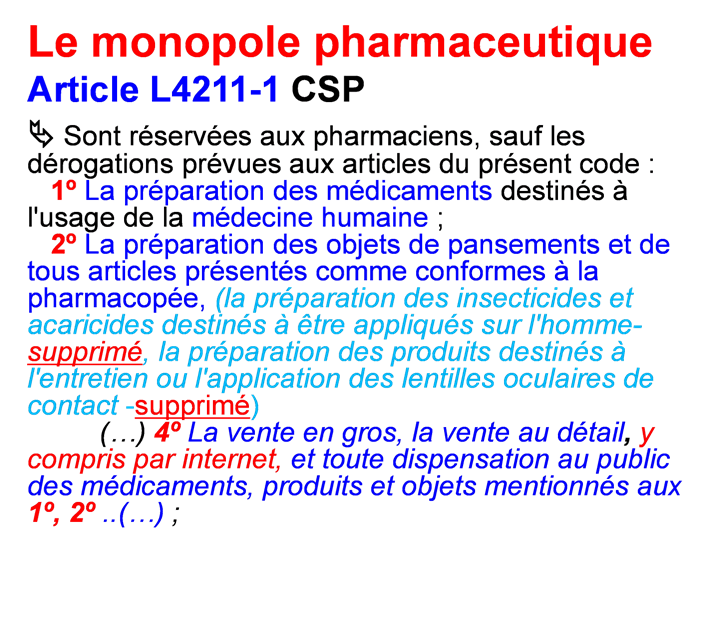 Le monopole pharmaceutique
Article L4211-1 CSP
Sont réservées aux pharmaciens, sauf les
dérogations prévues aux articles du présent code :
1º La préparation des médicaments destinés à
l'usage de la médecine humaine ;
2º La préparation des objets de pansements et de
tous articles présentés comme conformes à la
pharmacopée, (la préparation des insecticides et
acaricides destinés à être appliqués sur l'homme-
supprimé, la préparation des produits destinés à
l'entretien ou l'application des lentilles oculaires de
contact -supprimé)
(…) 4º La vente en gros, la vente au détail, y
compris par internet, et toute dispensation au public
des médicaments, produits et objets mentionnés aux
1º, 2º ..(…) ;